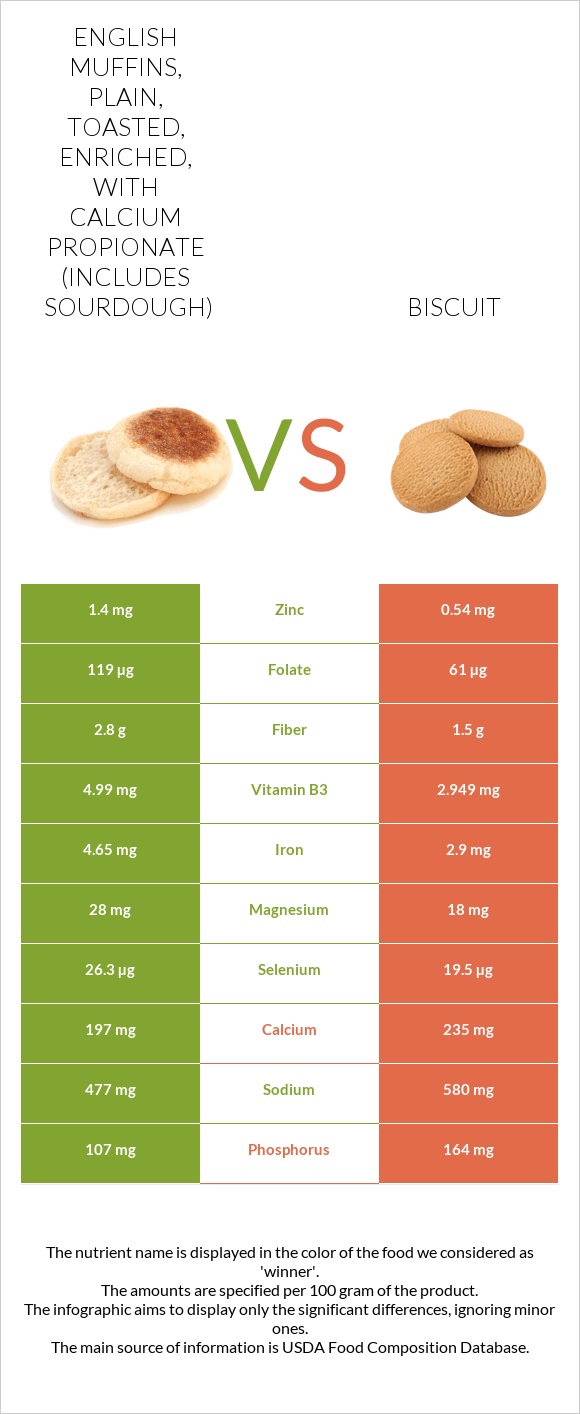 ENGLISH
MUFFINS,
PLAIN,
TOASTED,
ENRICHED,
WITH
CALCIUM
PROPIONATE
(INCLUDES
SOURDOUGH)
BISCUIT
VS
1.4 mg Zinc 0.54 mg
119 µg Folate 61 µg
2.8 g Fiber 1.5 g
4.99 mg Vitamin B3 2.949 mg
4.65 mg Iron 2.9 mg
28 mg Magnesium 18 mg
26.3 µg Selenium 19.5 µg
197 mg Calcium 235 mg
477 mg Sodium 580 mg
107 mg Phosphorus 164 mg
The nutrient name is displayed in the color of the food we considered as
'winner'.
The amounts are specified per 100 gram of the product.
The infographic aims to display only the significant differences, ignoring minor
ones.
The main source of information is USDA Food Composition Database.